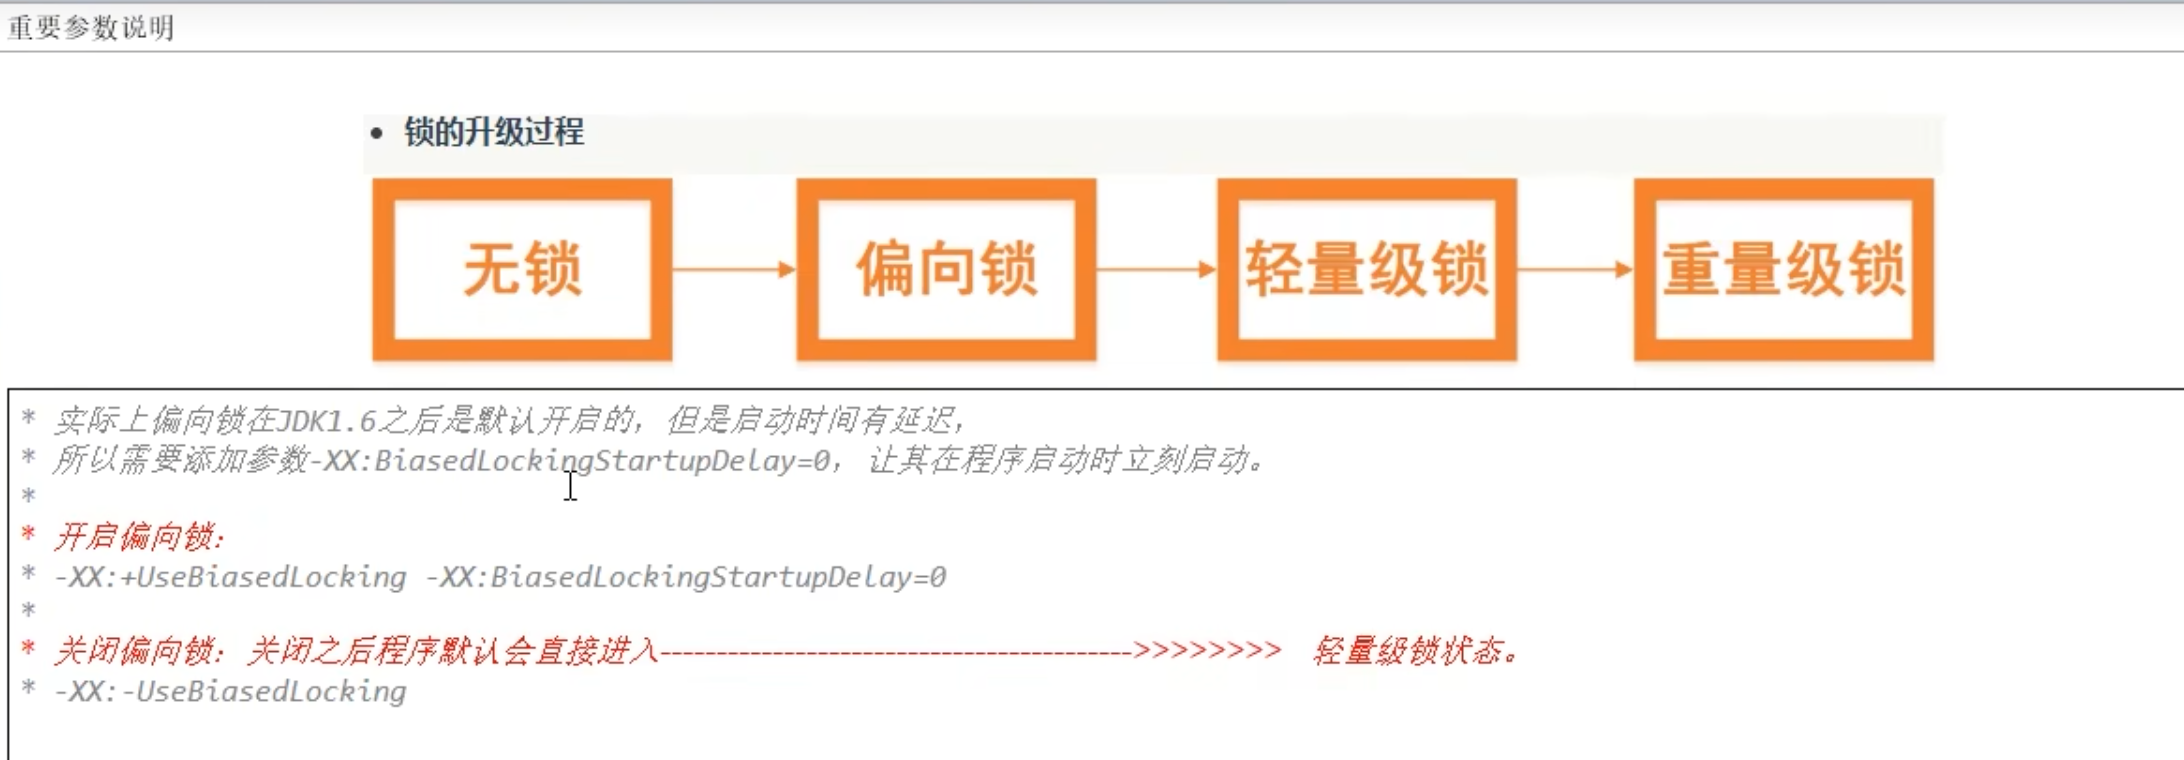 重要参数说明
• 锁的升级过程
无锁 偏向锁 轻量级锁 重量级锁
* 实际上偏向锁在JDK1.6之后是默认开启的，但是启动时间有延迟，
* 所以需要添加参数-XX:BiasedLockingStartupDelay=0，让其在程序启动时立刻启动。
*
* 开启偏向锁：
* -XX:+UseBiasedLocking -XX:BiasedLockingStartupDelay=0
*
* 关闭偏向锁：关闭之后程序默认会直接进入------------------------------------------>>>>>>>> 轻量级锁状态。
* -XX:-UseBiasedLocking